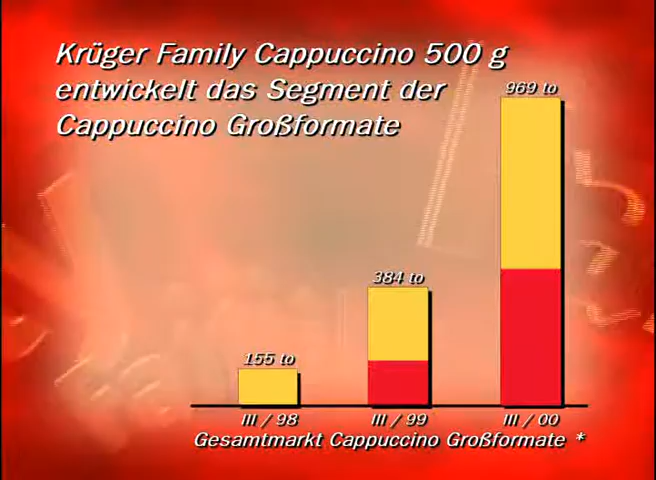 Krüger Family Cappuccino 500 g
entwickelt das Segment der
Cappuccino Großformate
969 to
384 to
155 to
III / 98
III / 99
III / 00
Gesamtmarkt Cappuccino Großformate *